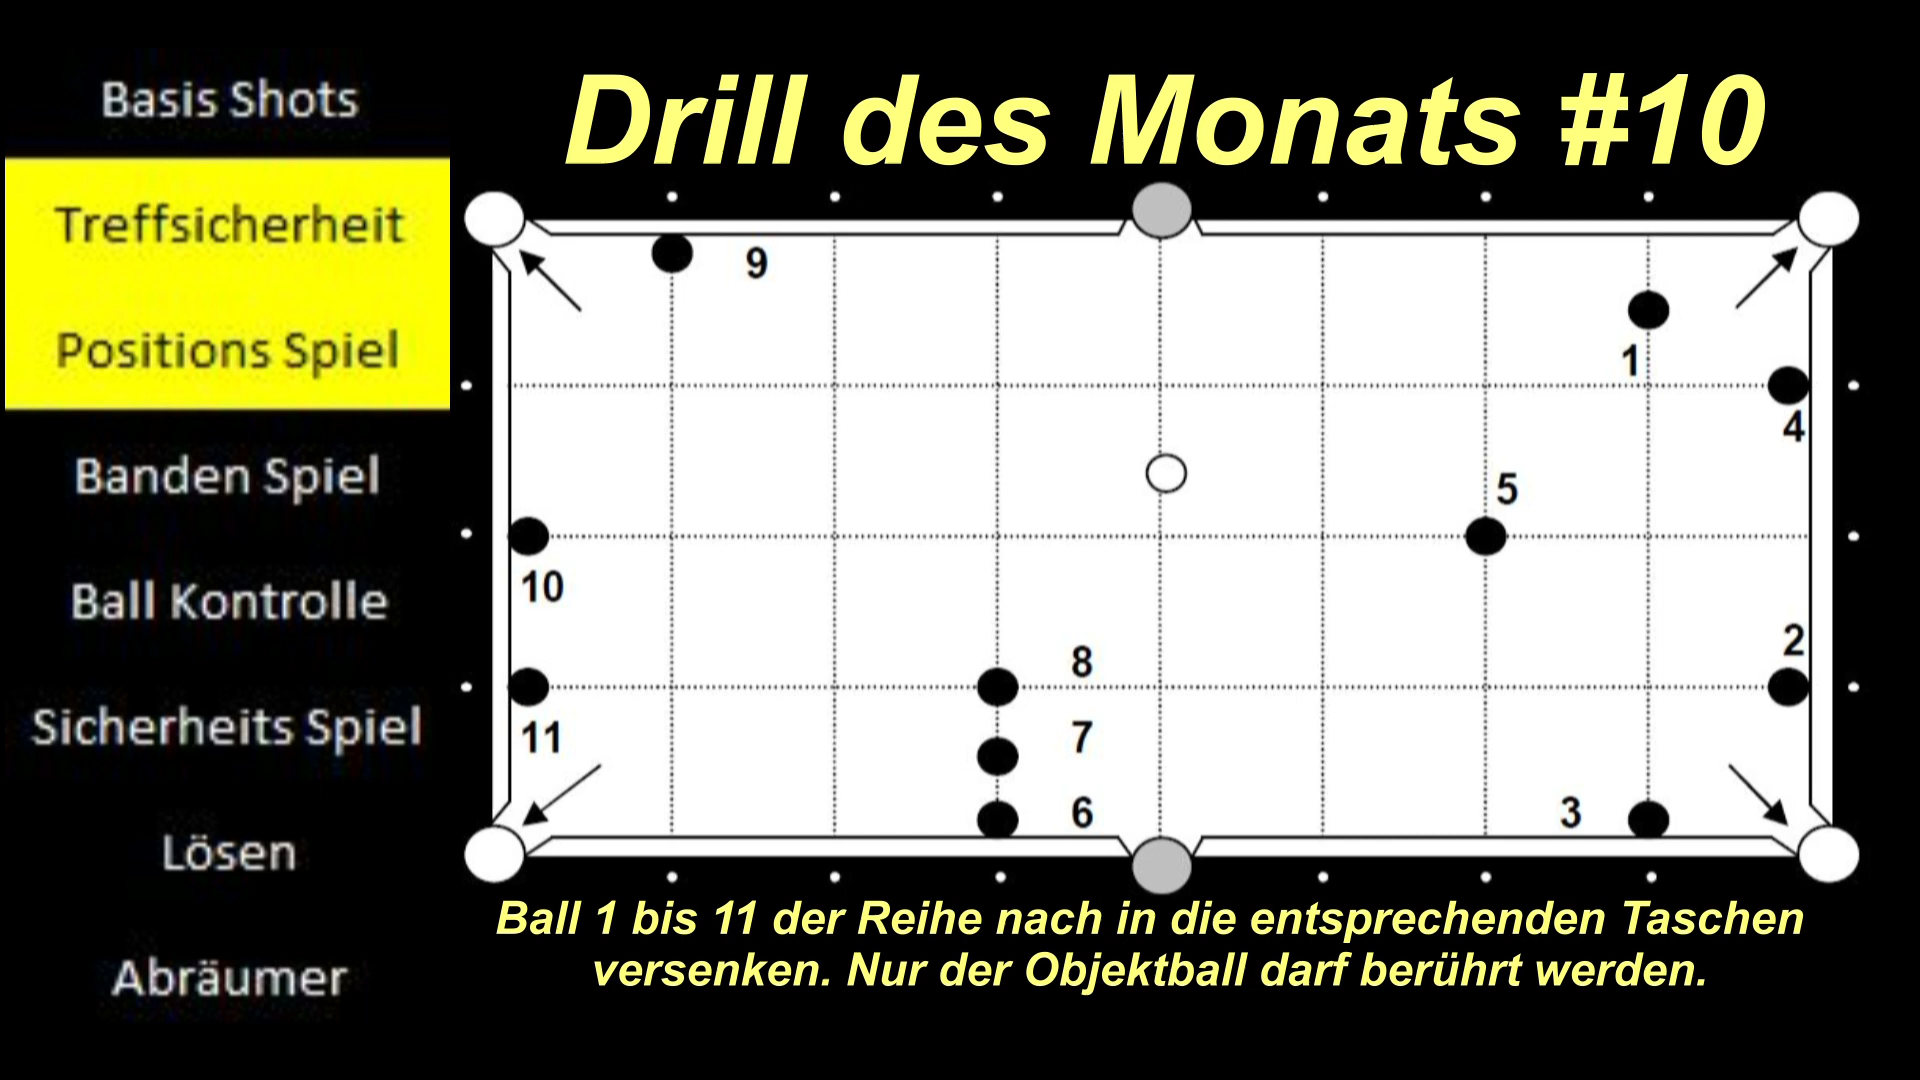 Drill des Monats #10
Basis Shots
Treffsicherheit
Positions Spiel
Banden Spiel
Ball Kontrolle
Sicherheits Spiel
Lösen
Abräumer
9
1
4
5
10
2
8
11
7
6
3
Ball 1 bis 11 der Reihe nach in die entsprechenden Taschen
versenken. Nur der Objektball darf berührt werden.